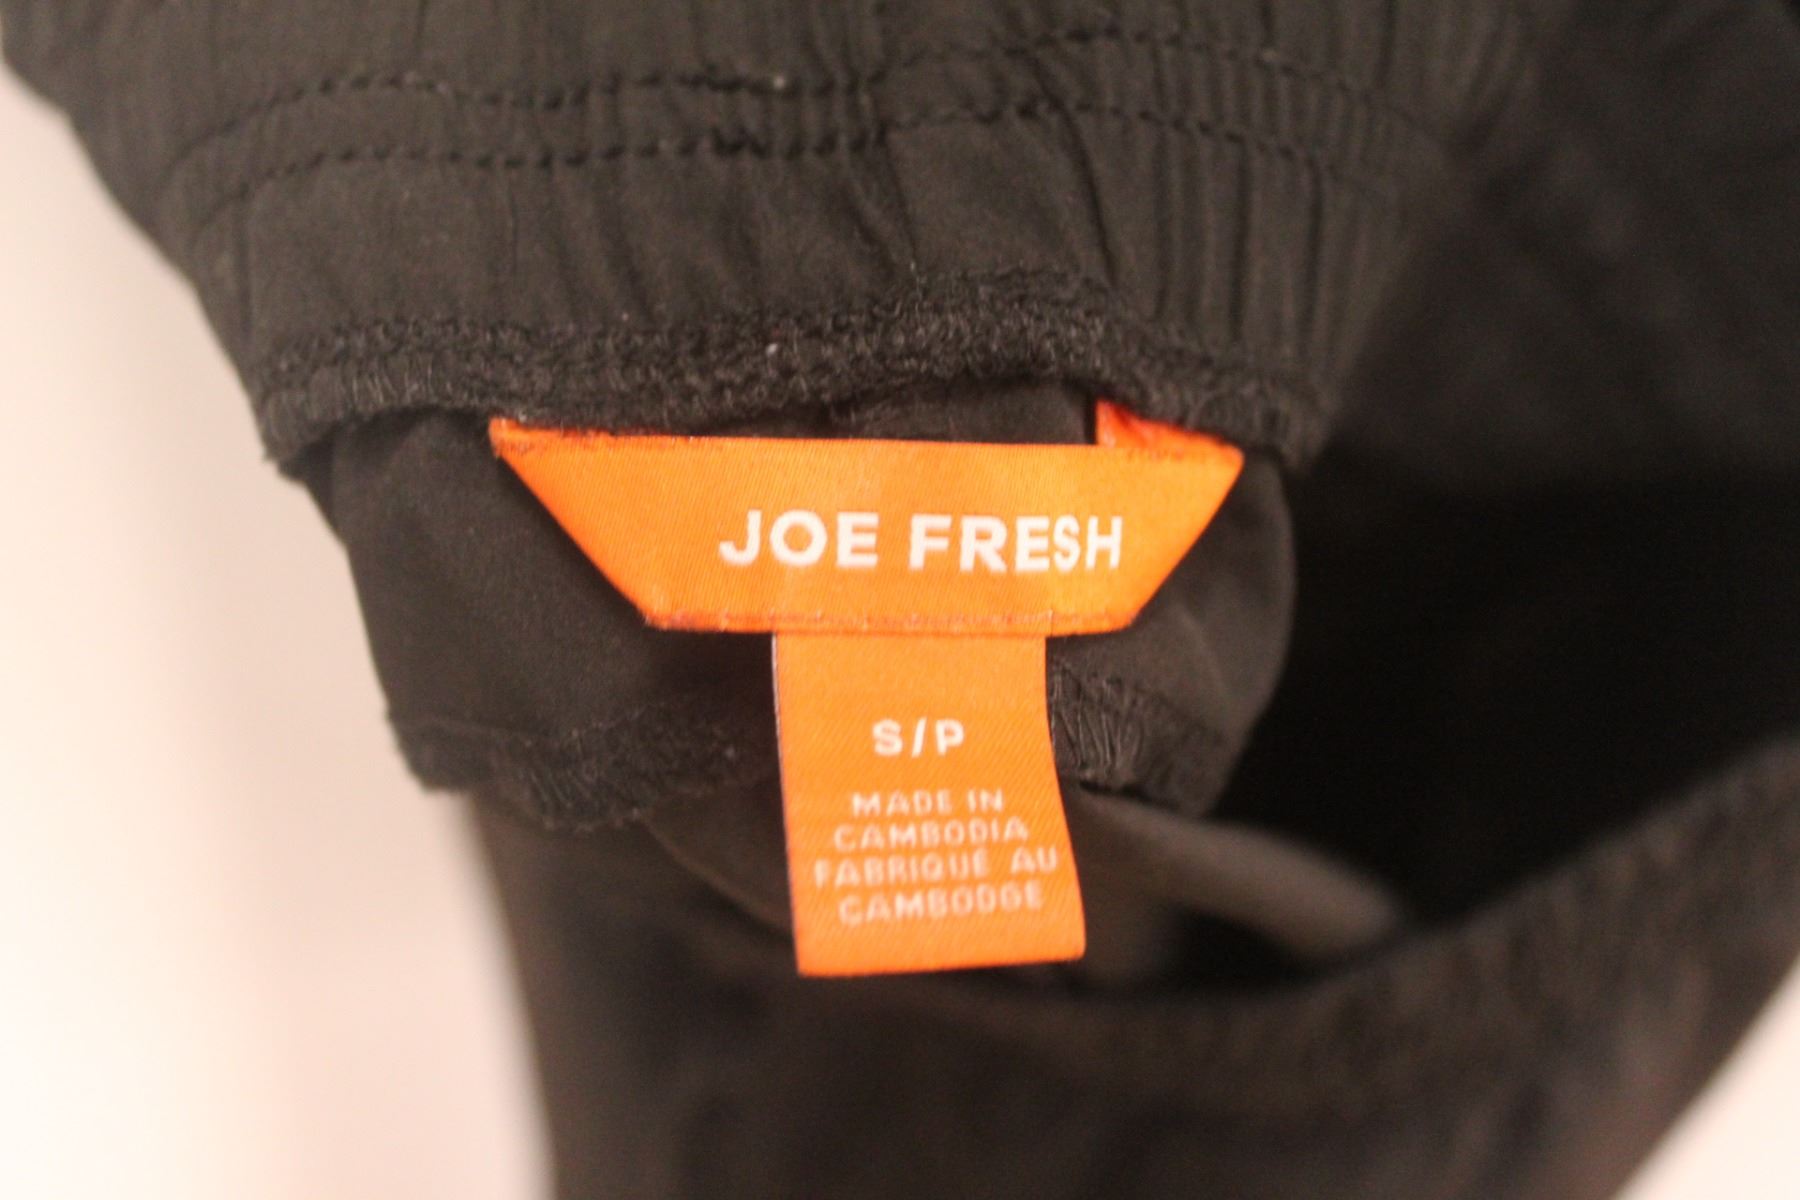 JOE FRESH
S/P
MADE IN
CAMBODIA
FABRIQUÉ AU
CAMBODGE